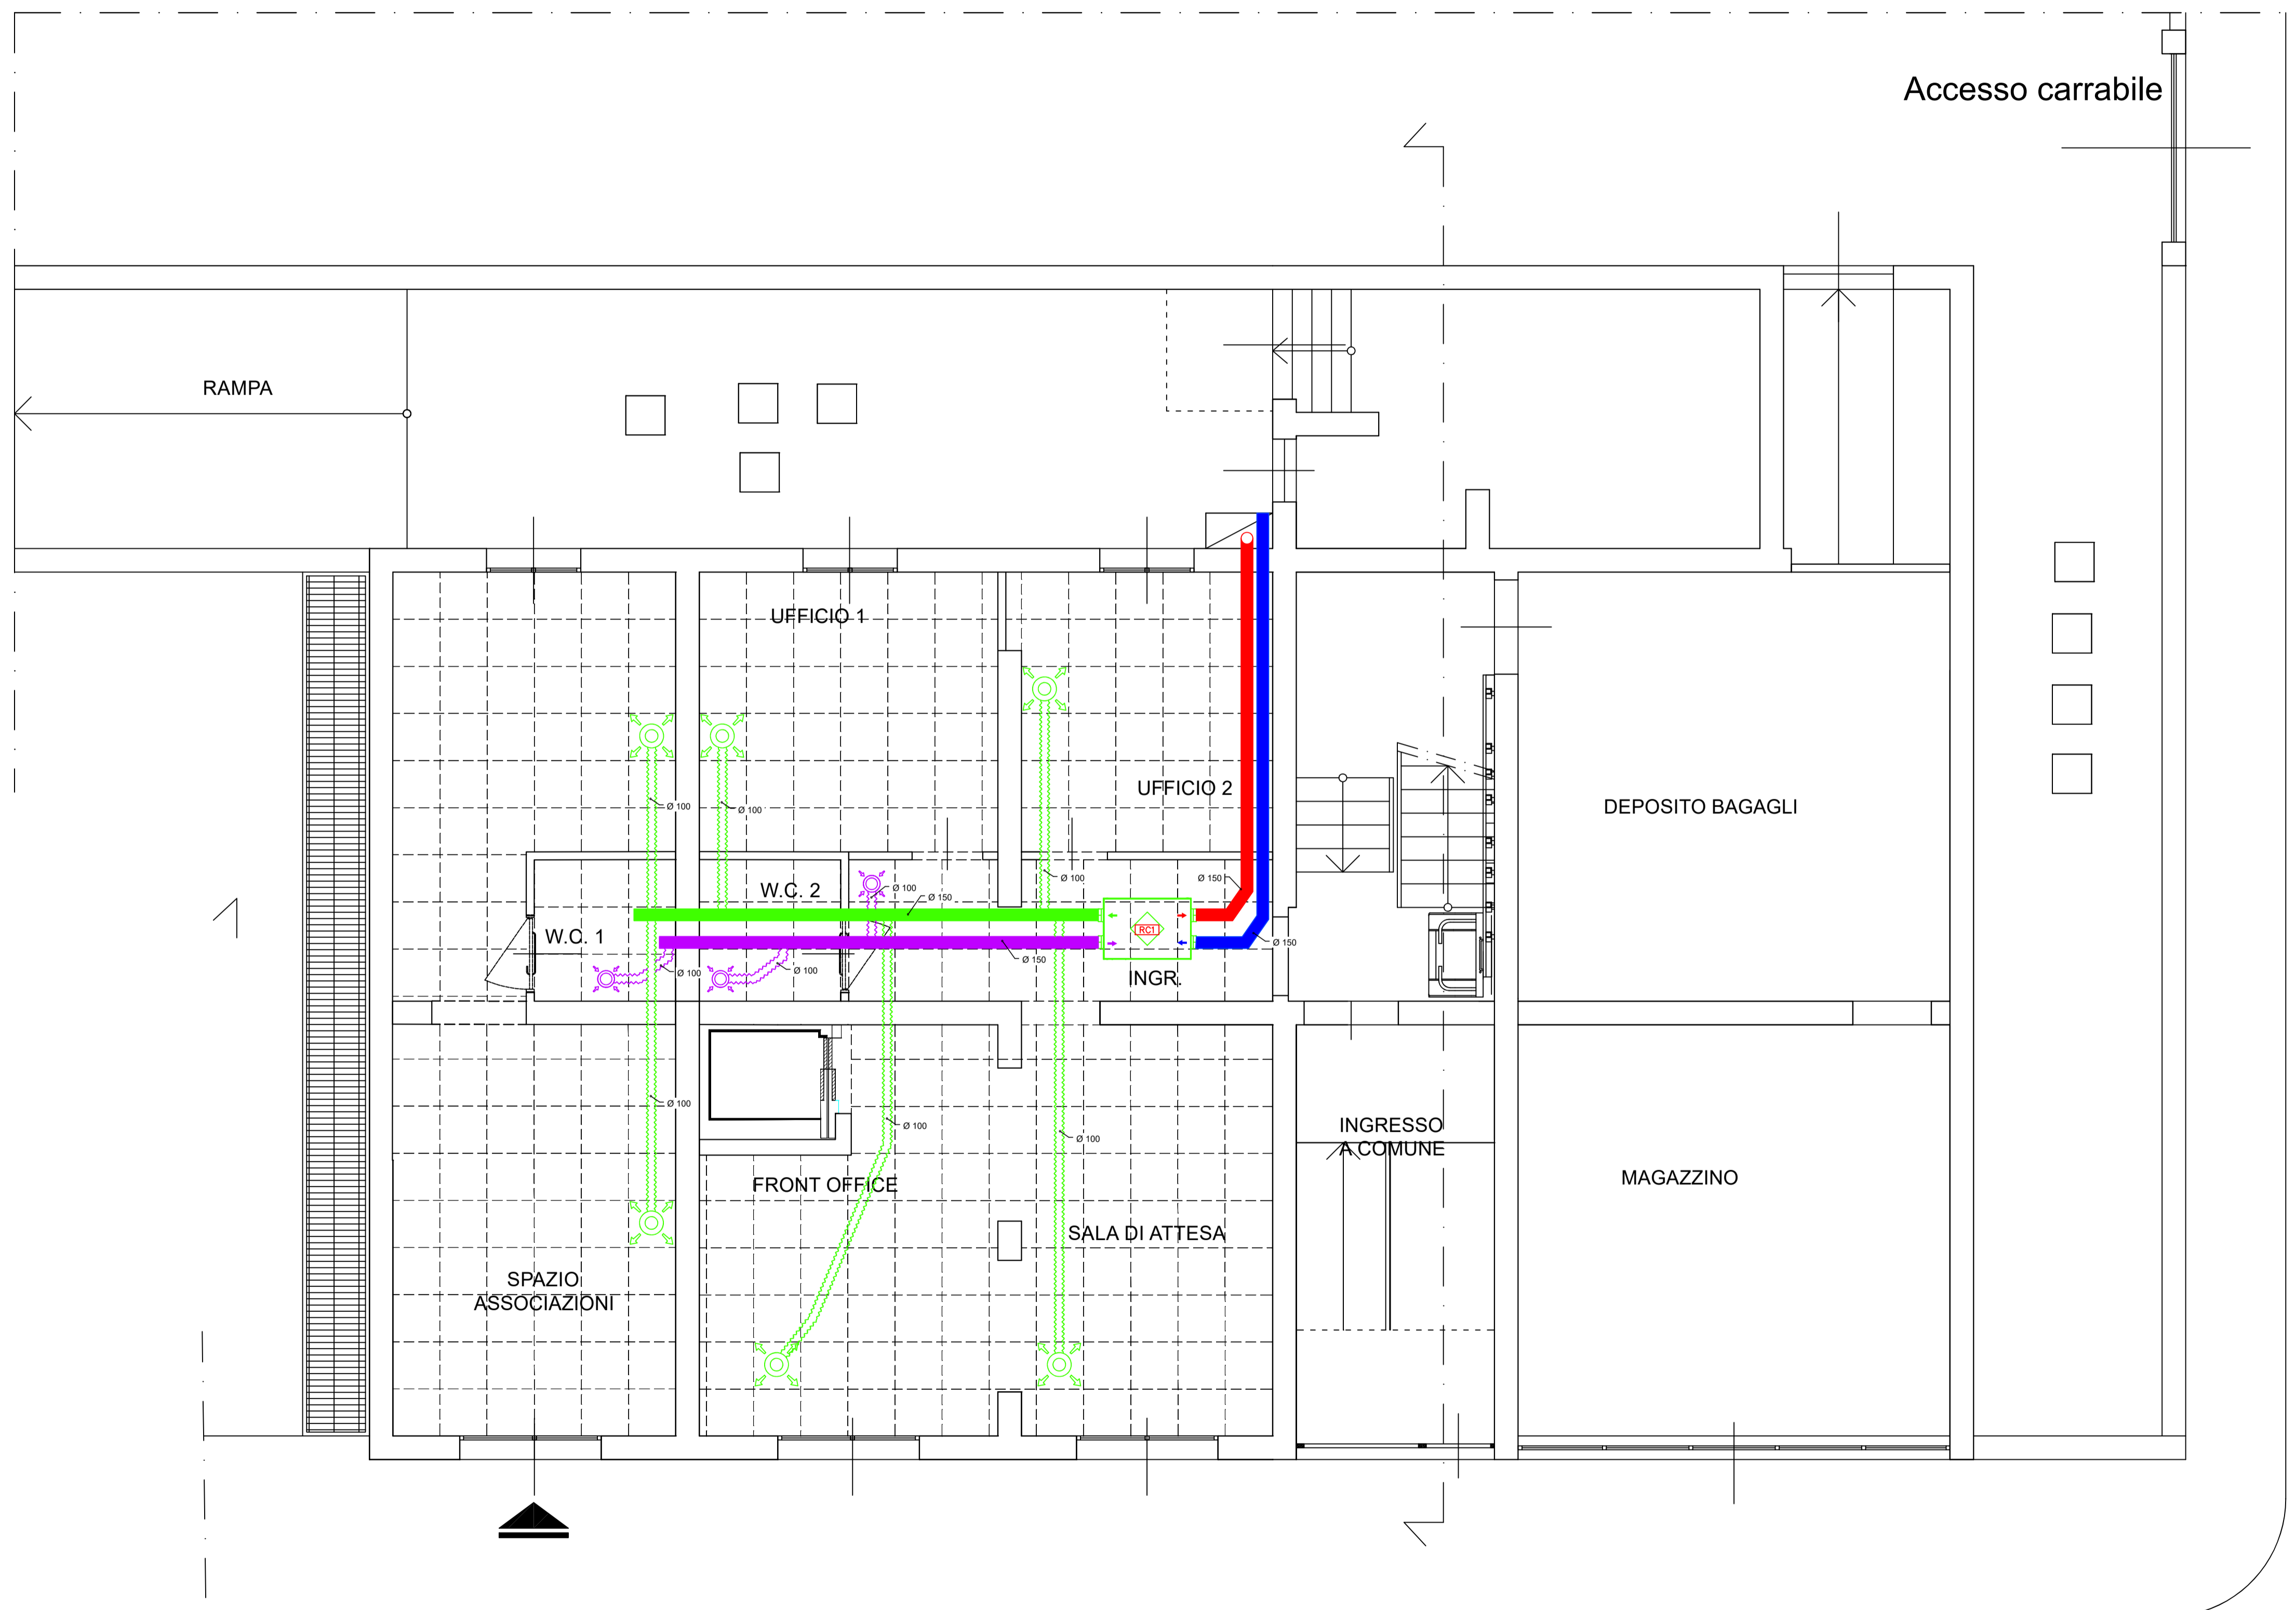 Accesso carrabile
RAMPA
UFFICIO 1
UFFICIO 2
DEPOSITO BAGAGLI
Ø 100
Ø 100
Ø 100
Ø 150
W.C. 2
Ø 100
Ø 150
W.C. 1
RC1
Ø 150
Ø 150
Ø 100
Ø 100
INGR.
Ø 100
Ø 100
Ø 100
INGRESSO
A COMUNE
MAGAZZINO
FRONT OFFICE
SALA DI ATTESA
SPAZIO
ASSOCIAZIONI